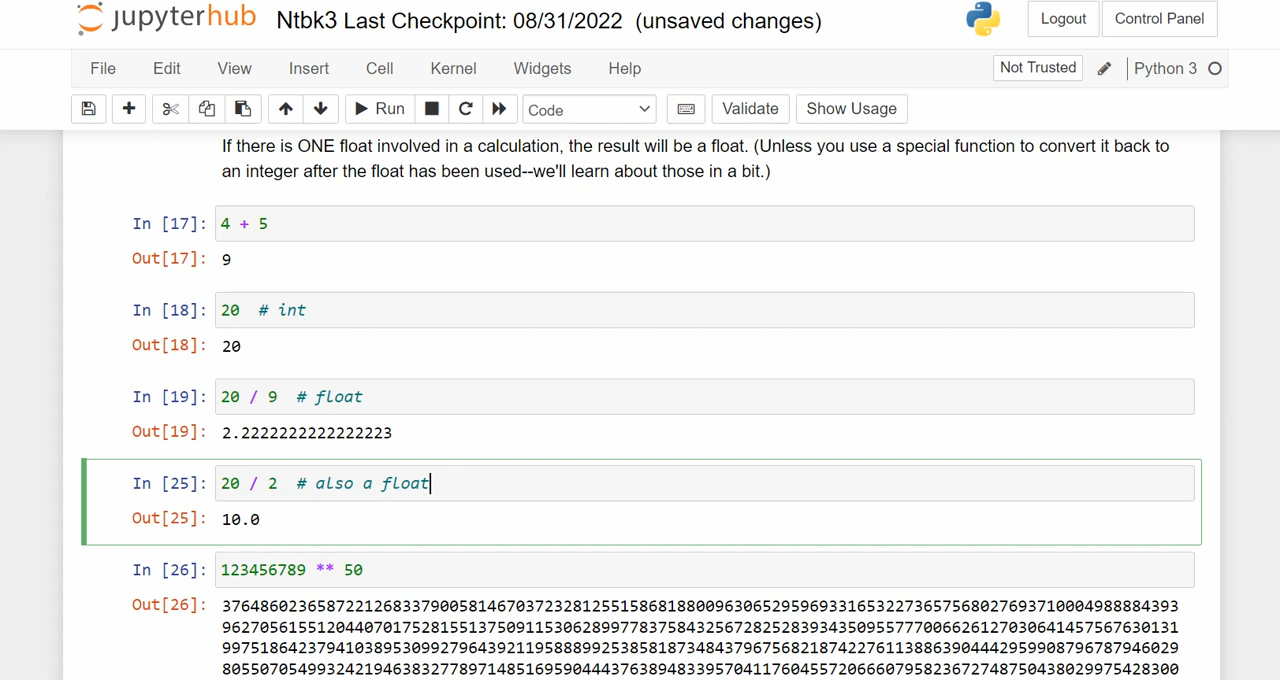 jupyterhub Ntbk3 Last Checkpoint: 08/31/2022 (unsaved changes) Logout Control Panel
File Edit View Insert Cell Kernel Widgets Help Not Trusted Python 3
Run Code Validate Show Usage
If there is ONE float involved in a calculation, the result will be a float. (Unless you use a special function to convert it back to
an integer after the float has been used--we'll learn about those in a bit.)
In [17]: 4 + 5
Out[17]: 9
In [18]: 20 # int
Out[18]: 20
In [19]: 20 / 9 # float
Out[19]: 2.2222222222222223
In [25]: 20 / 2 # also a float
Out[25]: 10.0
In [26]: 123456789 ** 50
Out[26]: 376486023658722126833790058146703723281255158681880096306529596933165322736575680276937100049888843939
962705615512044070175281551375091153062899778375843256728252839343509557770066261270306414575676301319
975184237941038953099279643921195888992538581873484379675682187422761138863904442959908796787946029
805507054993242194638327789714851695904443763894833957041176045572066607958236727487504380299754283009